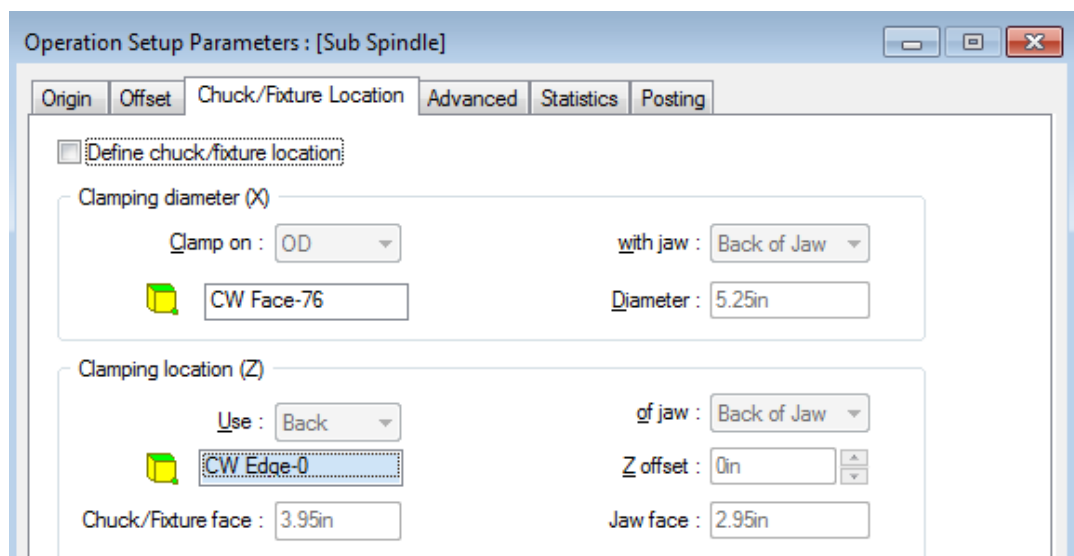 Operation Setup Parameters : [Sub Spindle]
Origin Offset Chuck/Fixture Location Advanced Statistics Posting
Define chuck/fixture location
Clamping diameter (X)
Clamp on : OD with jaw : Back of Jaw
CW Face-76 Diameter : 5.25in
Clamping location (Z)
Use : Back of jaw : Back of Jaw
CW Edge-0 Z offset : 0in
Chuck/Fixture face : 3.95in Jaw face : 2.95in